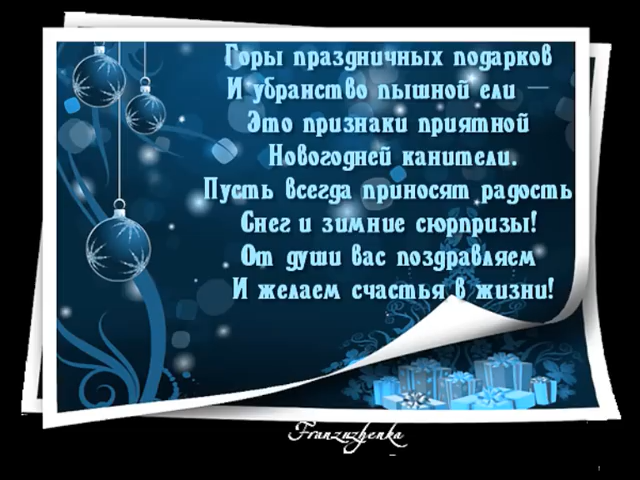 Горы праздничных подарков
И убранство пышной ели —
Это признаки приятной
Новогодней канители.
Пусть всегда приносят радость
Снег и зимние сюрпризы!
От души вас поздравляем
И желаем счастья в жизни!
Franzuzhenka